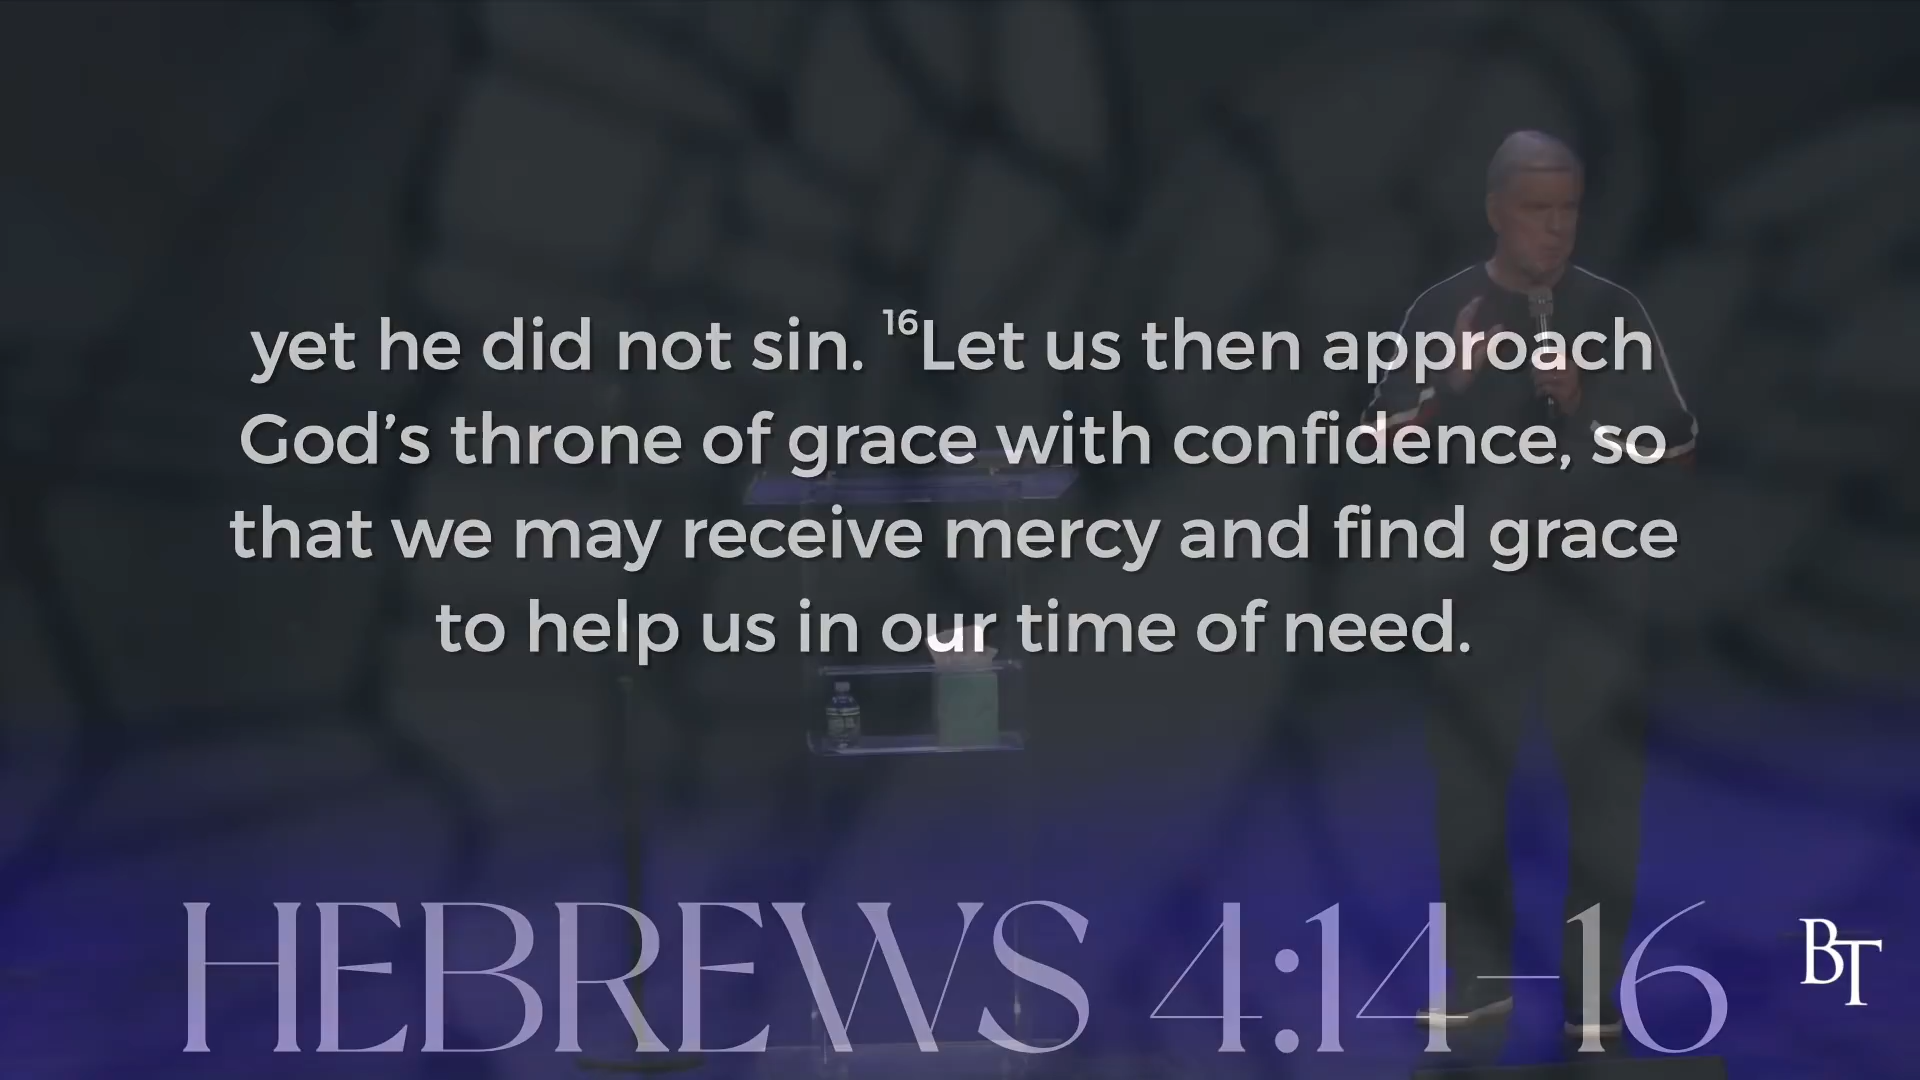 yet he did not sin. ¹⁶Let us then approach
God’s throne of grace with confidence, so
that we may receive mercy and find grace
to help us in our time of need.
HEBREWS 4:14–16
BT